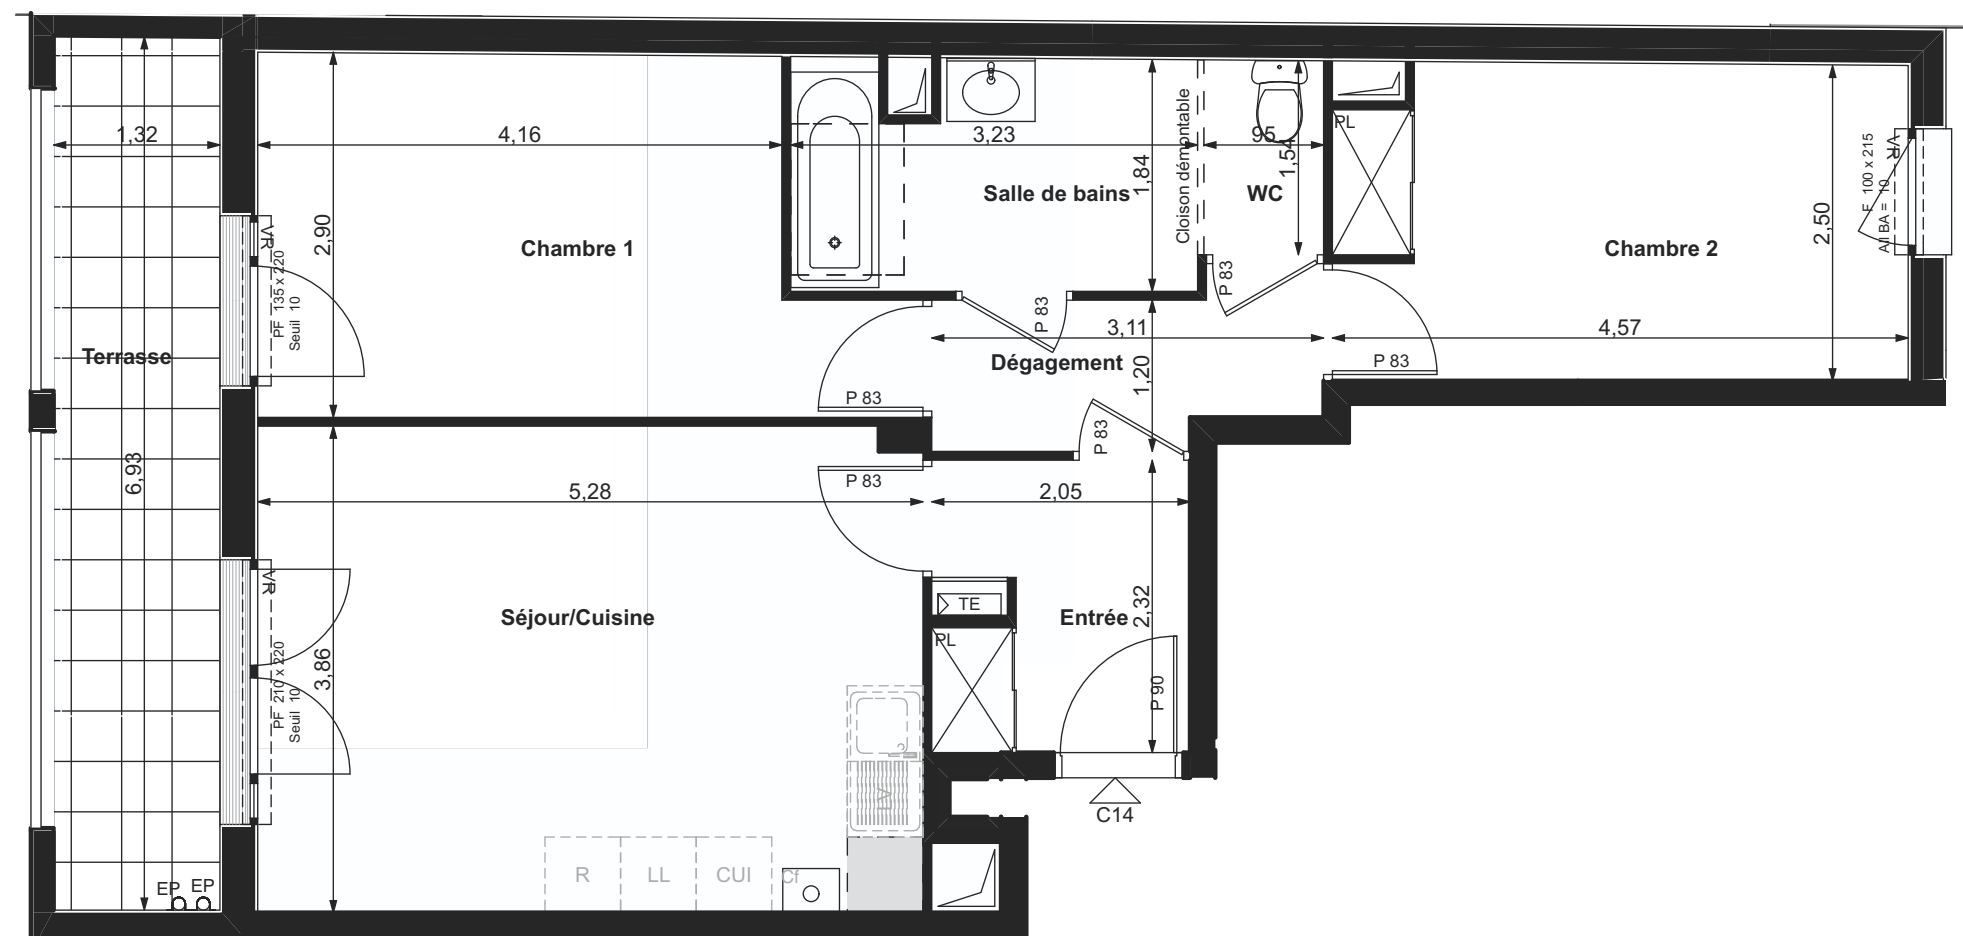 1,32
4,16
3,23
95
1,54
PL
F 100 x 215
All BA = 10
VR
Cloison démontable
1,84
Salle de bains
WC
2,90
Chambre 1
2,50
Chambre 2
VR
PF 135 x 220
Seuil 10
P 83
P 83
3,11
4,57
Terrasse
Dégagement
1,20
P 83
P 83
P 83
6,93
P 83
5,28
2,05
VR
TE
Séjour/Cuisine
Entrée
2,32
PL
3,86
PF 210 x 220
Seuil 10
P 90
LV
C14
R
LL
CUI
Cf
EP
EP